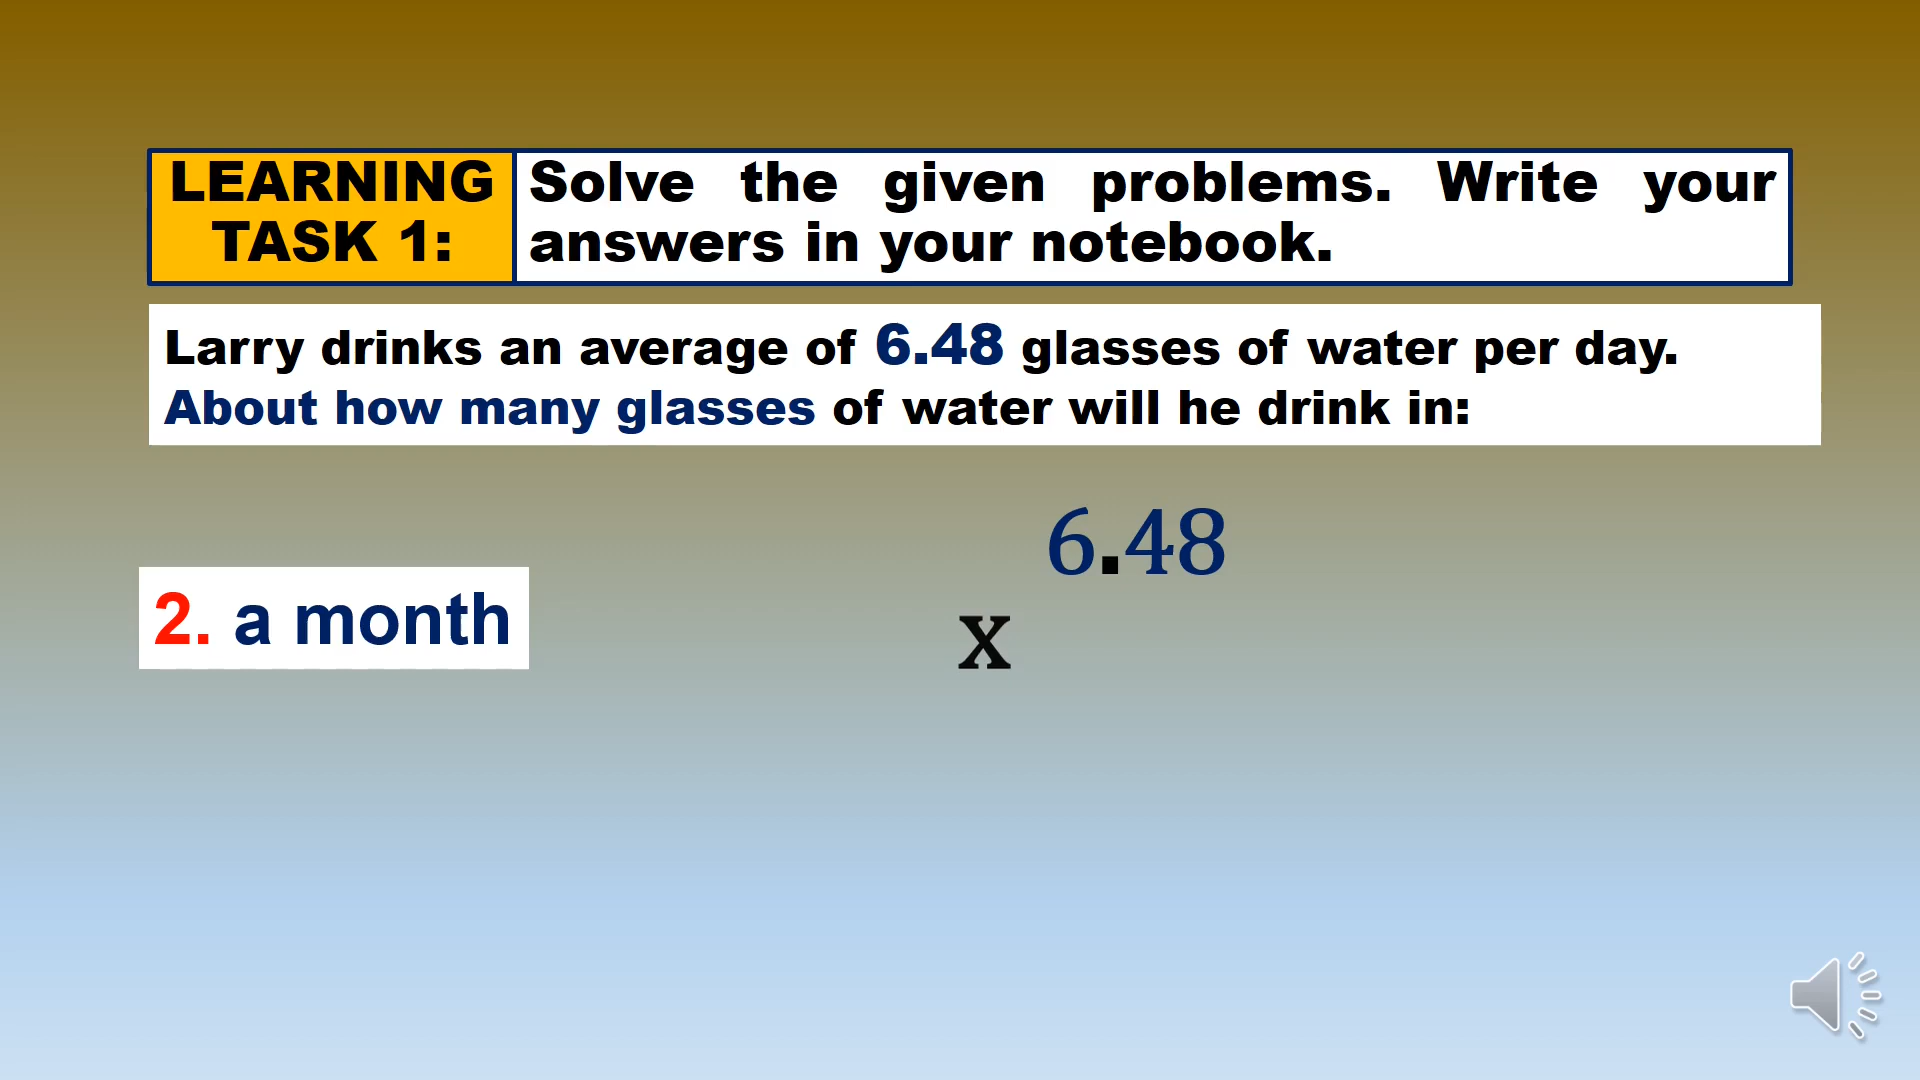 LEARNING
TASK 1:
Solve the given problems. Write your
answers in your notebook.
Larry drinks an average of 6.48 glasses of water per day.
About how many glasses of water will he drink in:
6.48
2. a month
x